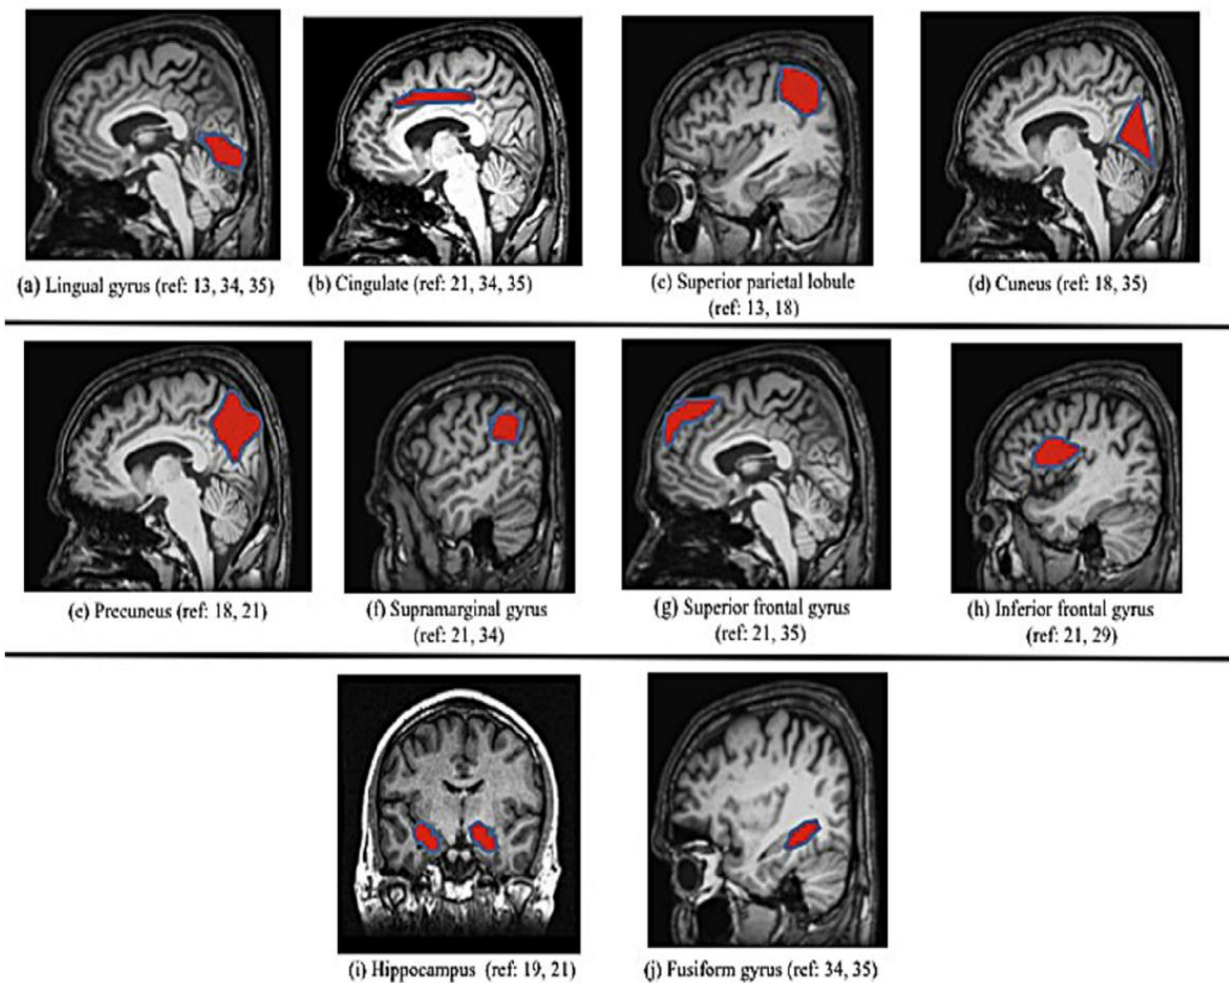 (a) Lingual gyrus (ref: 13, 34, 35)
(b) Cingulate (ref: 21, 34, 35)
(c) Superior parietal lobule
(ref: 13, 18)
(d) Cuneus (ref: 18, 35)
(e) Precuneus (ref: 18, 21)
(f) Supramarginal gyrus
(ref: 21, 34)
(g) Superior frontal gyrus
(ref: 21, 35)
(h) Inferior frontal gyrus
(ref: 21, 29)
(i) Hippocampus (ref: 19, 21)
(j) Fusiform gyrus (ref: 34, 35)